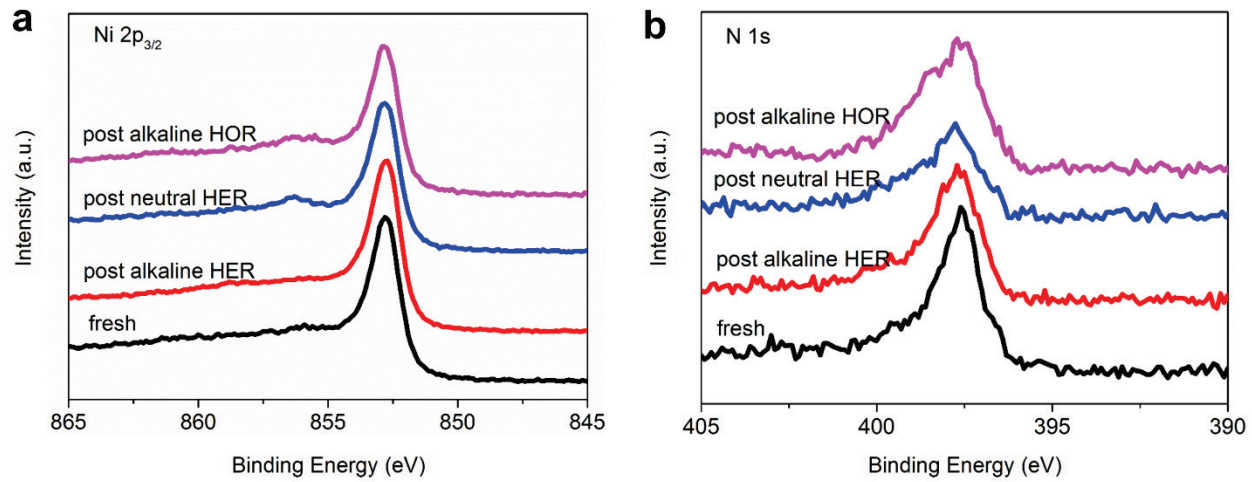 a
Ni 2p3/2
post alkaline HOR
post neutral HER
post alkaline HER
fresh
Intensity (a.u.)
865 860 855 850 845
Binding Energy (eV)
b
N 1s
post alkaline HOR
post neutral HER
post alkaline HER
fresh
Intensity (a.u.)
405 400 395 390
Binding Energy (eV)